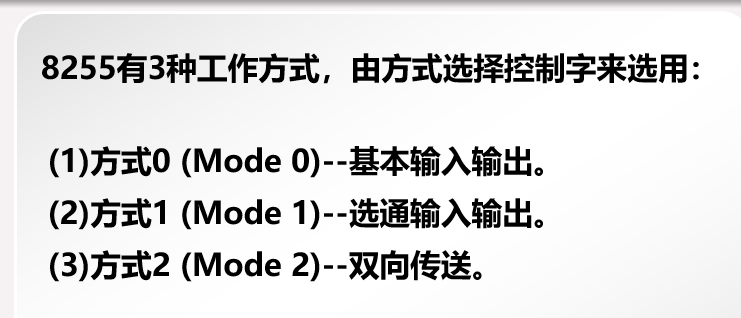 8255有3种工作方式，由方式选择控制字来选用：
(1)方式0 (Mode 0)--基本输入输出。
(2)方式1 (Mode 1)--选通输入输出。
(3)方式2 (Mode 2)--双向传送。